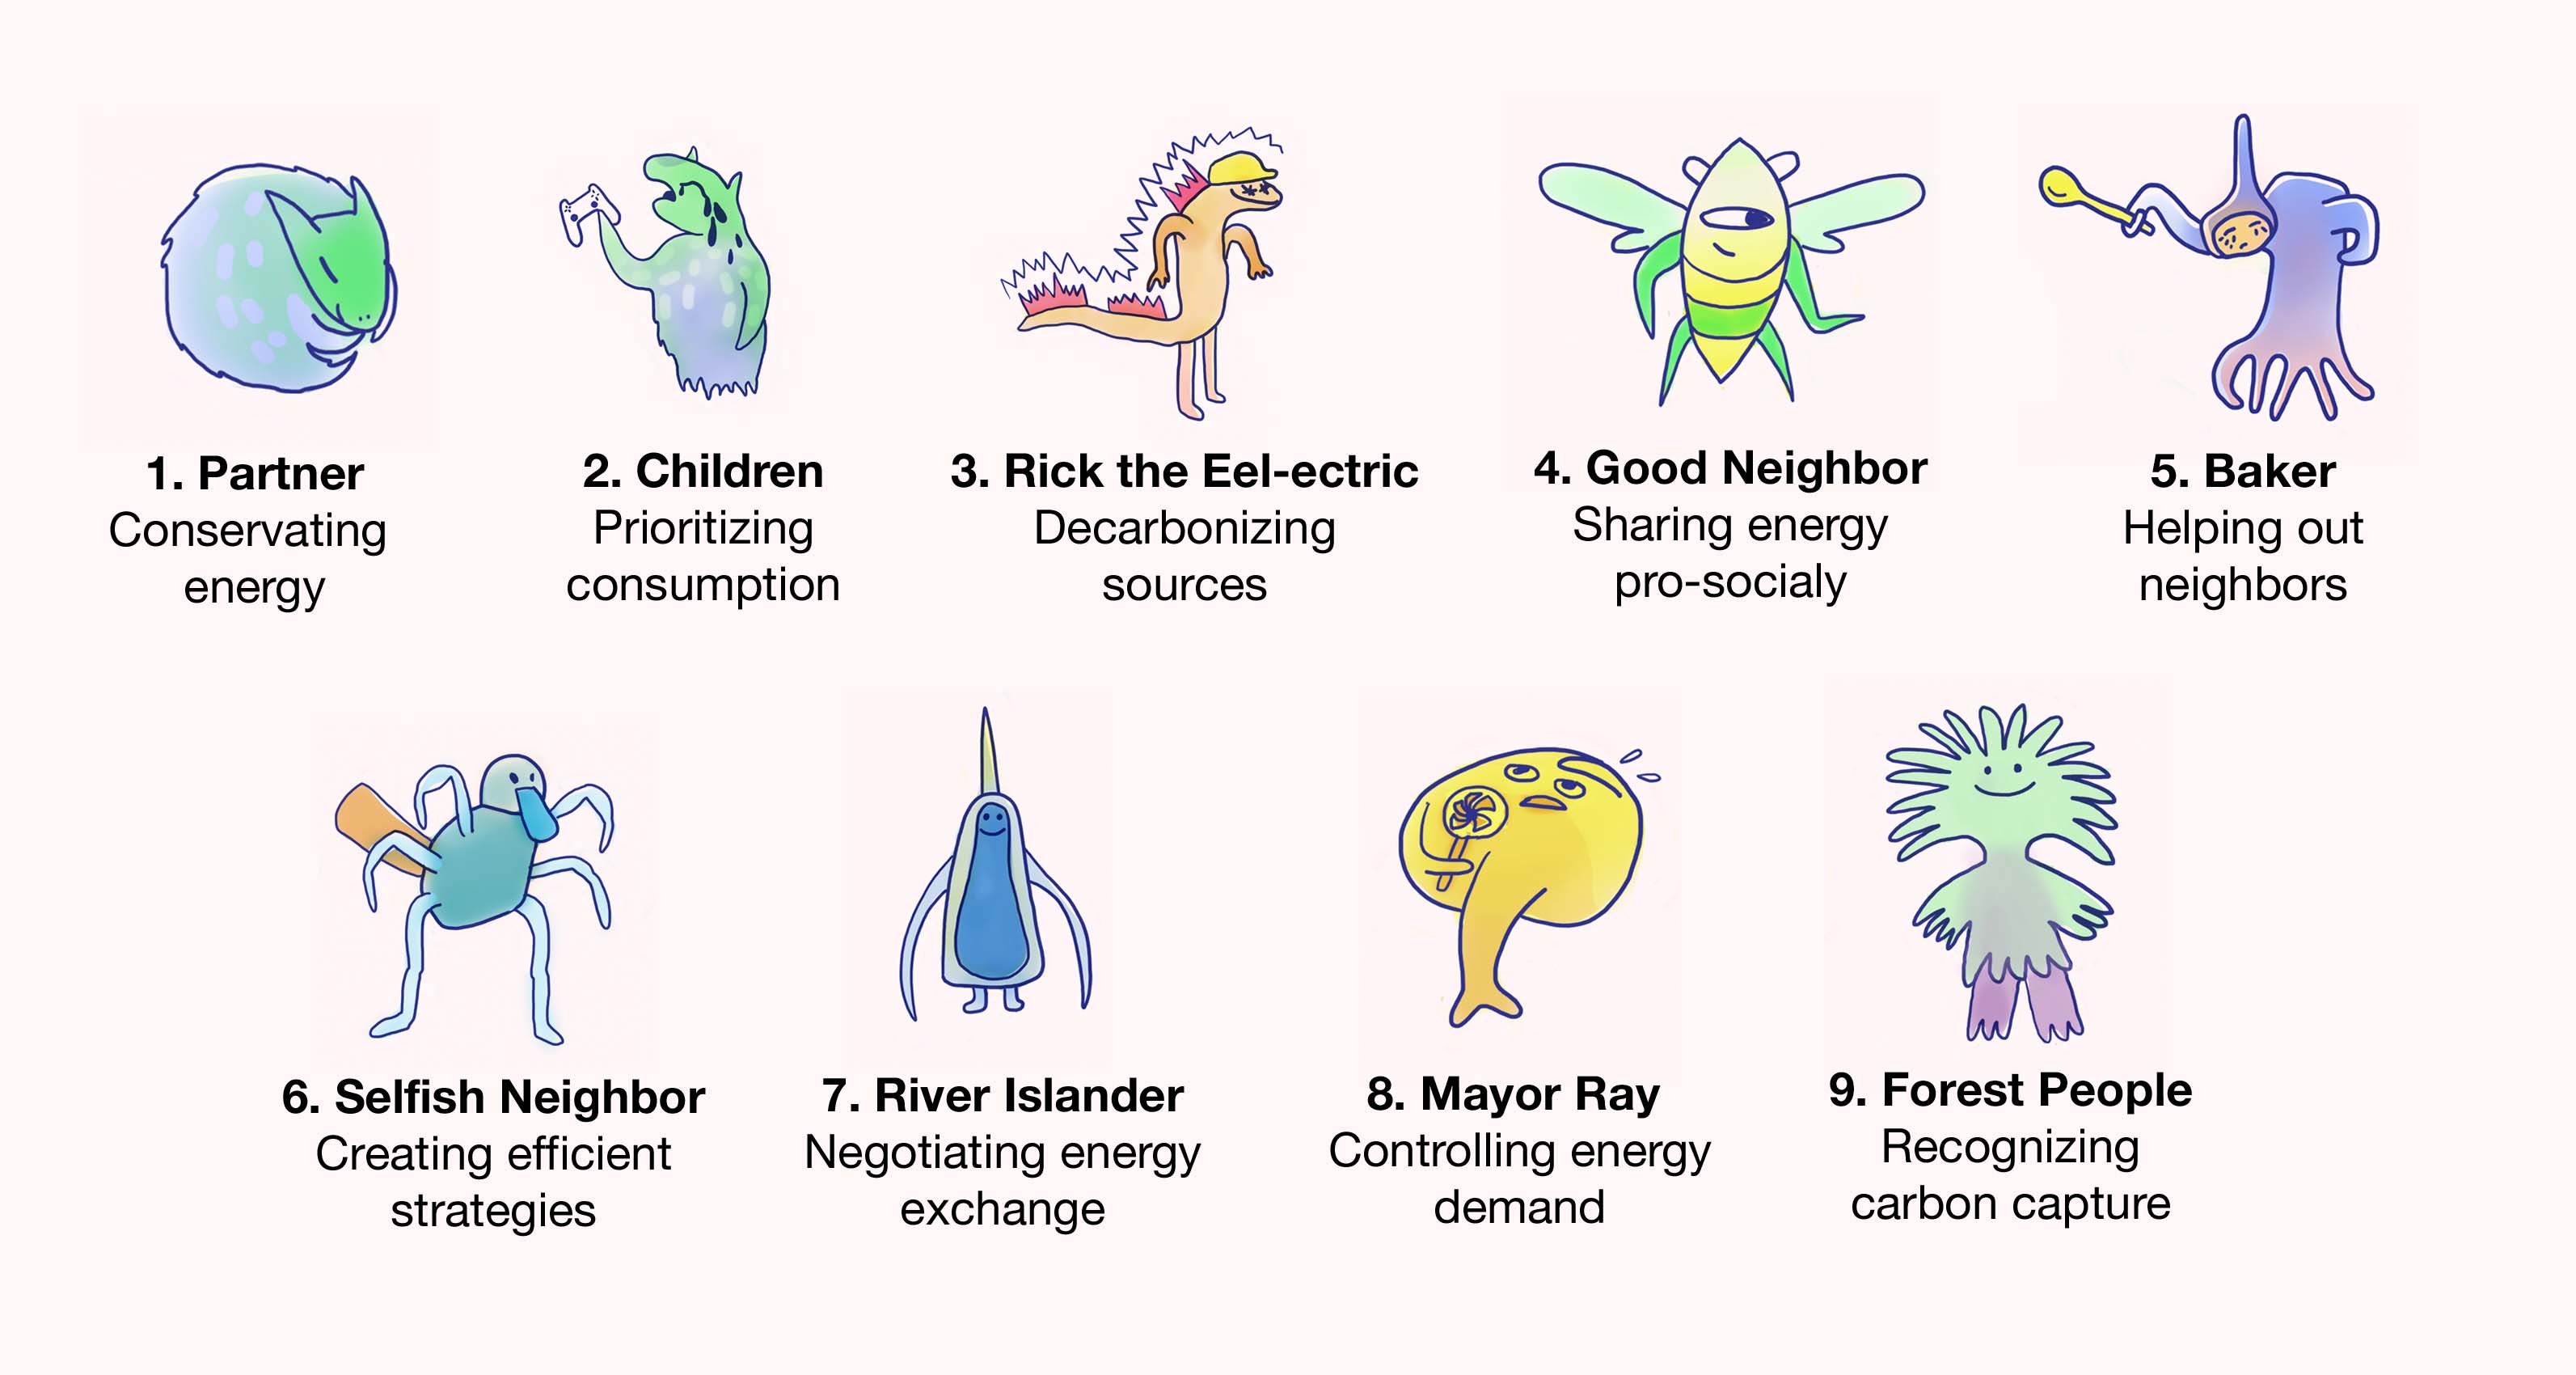 1. Partner
Conservating
energy
2. Children
Prioritizing
consumption
3. Rick the Eel-ectric
Decarbonizing
sources
4. Good Neighbor
Sharing energy
pro-socialy
5. Baker
Helping out
neighbors
6. Selfish Neighbor
Creating efficient
strategies
7. River Islander
Negotiating energy
exchange
8. Mayor Ray
Controlling energy
demand
9. Forest People
Recognizing
carbon capture